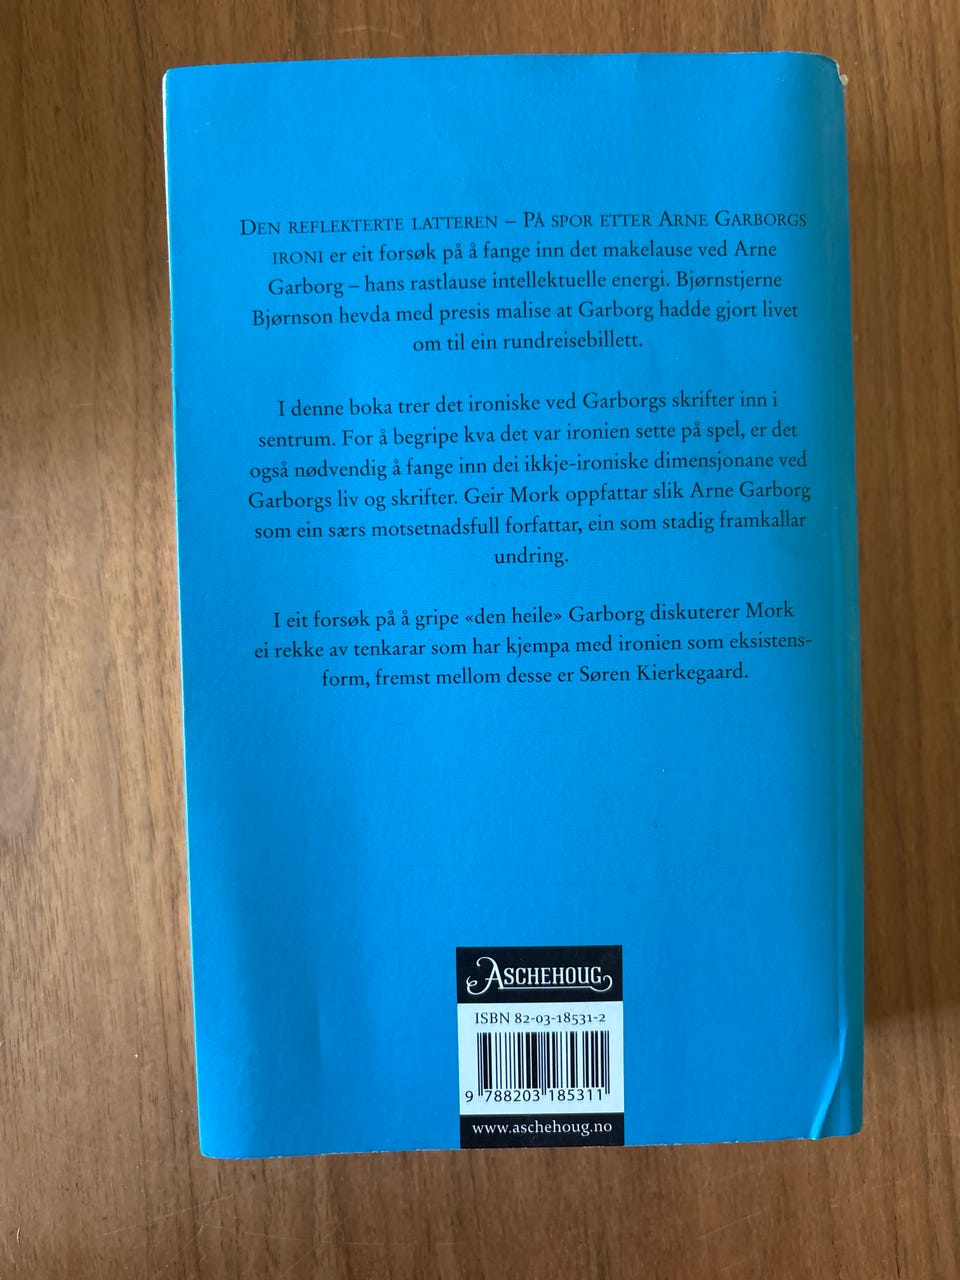 DEN REFLEKTERTE LATTEREN – PÅ SPOR ETTER ARNE GARBORGS
IRONI er eit forsøk på å fange inn det makelause ved Arne
Garborg – hans rastlause intellektuelle energi. Bjørnstjerne
Bjørnson hevda med presis malise at Garborg hadde gjort livet
om til ein rundreisebillett.
I denne boka trer det ironiske ved Garborgs skrifter inn i
sentrum. For å begripe kva det var ironien sette på spel, er det
også nødvendig å fange inn dei ikkje-ironiske dimensjonane ved
Garborgs liv og skrifter. Geir Mork oppfattar slik Arne Garborg
som ein særs motsetnadsfull forfattar, ein som stadig framkallar
undring.
I eit forsøk på å gripe «den heile» Garborg diskuterer Mork
ei rekke av tenkarar som har kjempa med ironien som eksistens-
form, fremst mellom desse er Søren Kierkegaard.
ASCHEHOUG
ISBN 82-03-18531-2
9 788203 185311
www.aschehoug.no